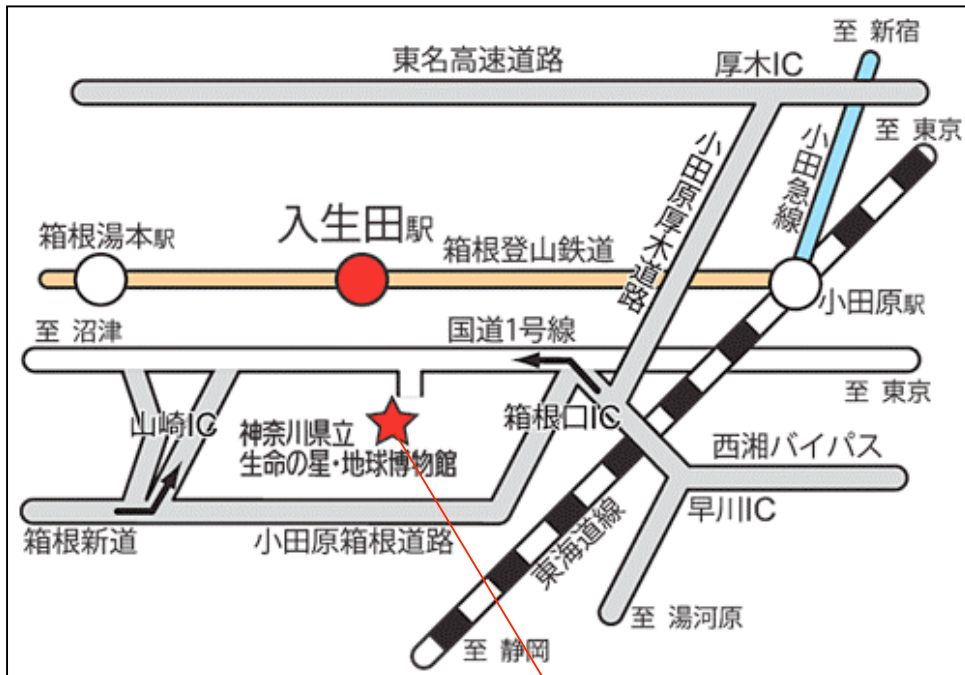 至 新宿
東名高速道路
厚木IC
至 東京
小田急線
小田原厚木道路
箱根湯本駅
入生田駅
箱根登山鉄道
小田原駅
至 沼津
国道1号線
至 東京
山崎IC
神奈川県立
生命の星・地球博物館
箱根口IC
西湘バイパス
早川IC
箱根新道
小田原箱根道路
東海道線
至 湯河原
至 静岡